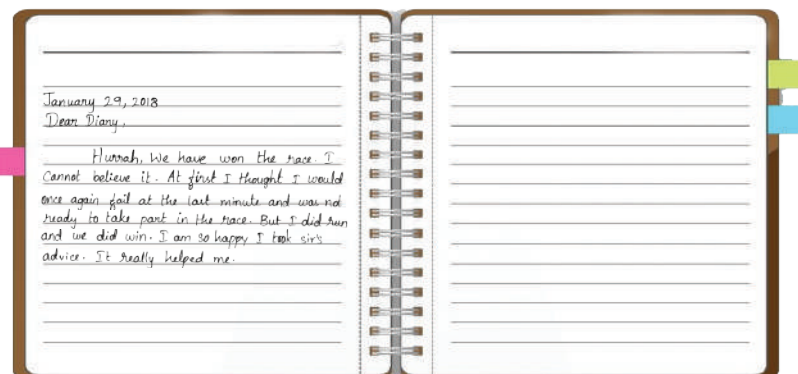 January 29, 2018
Dear Diary,
Hurrah, We have won the race. I
Cannot believe it. At first I thought I would
once again fail at the last minute and was not
ready to take part in the race. But I did run
and we did win. I am so happy I took sir's
advice. It really helped me.